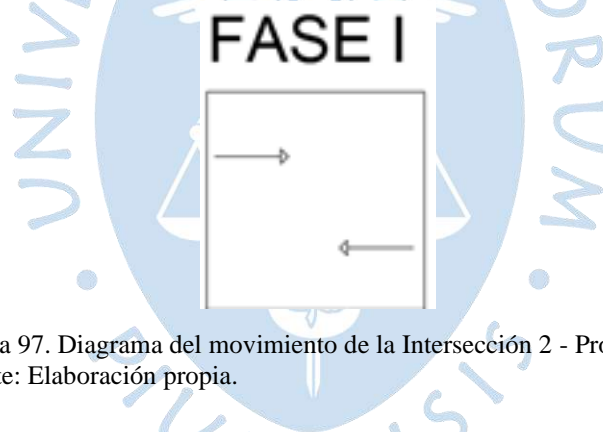 FASE I
a 97. Diagrama del movimiento de la Intersección 2 - Pro
te: Elaboración propia.